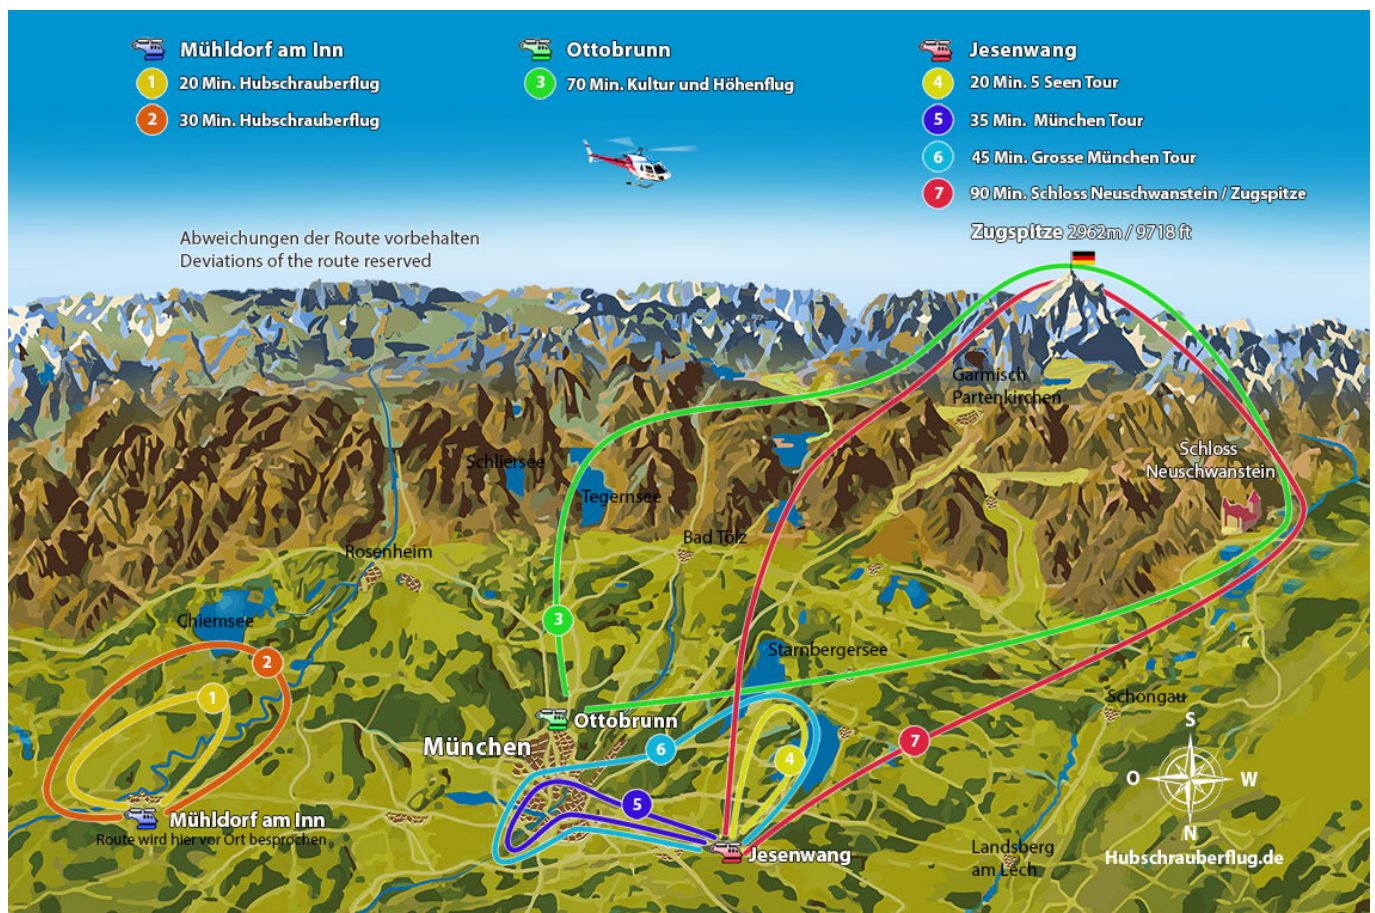 Mühldorf am Inn
1 20 Min. Hubschrauberflug
2 30 Min. Hubschrauberflug
Ottobrunn
3 70 Min. Kultur und Höhenflug
Jesenwang
4 20 Min. 5 Seen Tour
5 35 Min. München Tour
6 45 Min. Grosse München Tour
7 90 Min. Schloss Neuschwanstein / Zugspitze
Zugspitze 2962m / 9718 ft
Abweichungen der Route vorbehalten
Deviations of the route reserved
Garmisch
Partenkirchen
Schloss
Neuschwanstein
Schliersee
Tegernsee
Bad Tölz
Rosenheim
Chiemsee
3
2
Starnbergersee
1
Schongau
Ottobrunn
München
6
7
4
5
S
O
W
N
Mühldorf am Inn
Route wird hier vor Ort besprochen
Jesenwang
Landsberg
am Lech
Hubschrauberflug.de